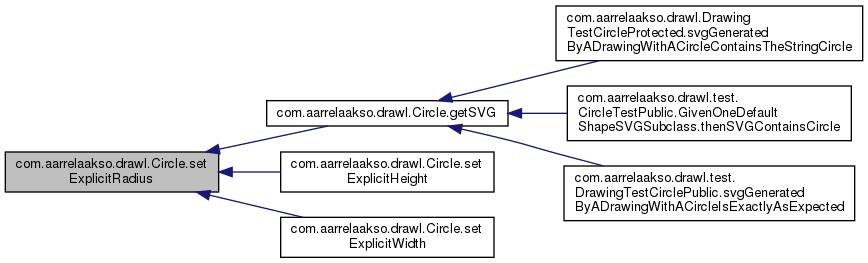 com.aarrelaakso.drawl.Drawing
TestCircleProtected.svgGenerated
ByADrawingWithACircleContainsTheStringCircle
com.aarrelaakso.drawl.Circle.getSVG
com.aarrelaakso.drawl.test.
CircleTestPublic.GivenOneDefault
ShapeSVGSubclass.thenSVGContainsCircle
com.aarrelaakso.drawl.Circle.set
ExplicitRadius
com.aarrelaakso.drawl.Circle.set
ExplicitHeight
com.aarrelaakso.drawl.test.
DrawingTestCirclePublic.svgGenerated
ByADrawingWithACircleIsExactlyAsExpected
com.aarrelaakso.drawl.Circle.set
ExplicitWidth